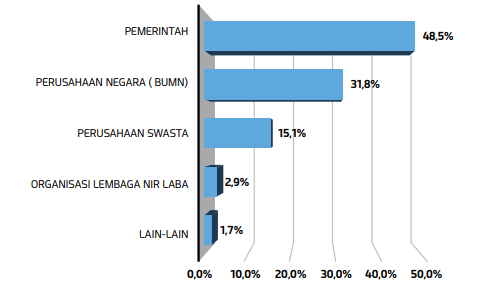 PEMERINTAH
48,5%
PERUSAHAAN NEGARA ( BUMN)
31,8%
PERUSAHAAN SWASTA
15,1%
ORGANISASI LEMBAGA NIR LABA
2,9%
LAIN-LAIN
1,7%
0,0% 10,0% 20,0% 30,0% 40,0% 50,0%